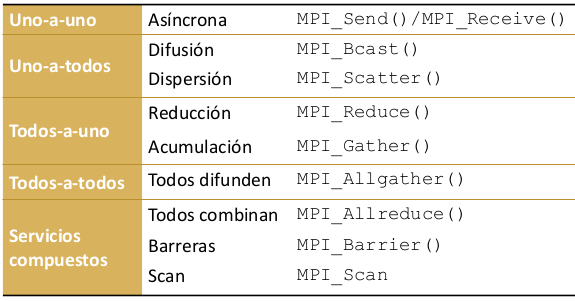 Uno-a-uno Asíncrona MPI_Send()/MPI_Receive()
Uno-a-todos Difusión MPI_Bcast()
Dispersión MPI_Scatter()
Todos-a-uno Reducción MPI_Reduce()
Acumulación MPI_Gather()
Todos-a-todos Todos difunden MPI_Allgather()
Servicios compuestos Todos combinan MPI_Allreduce()
Barreras MPI_Barrier()
Scan MPI_Scan